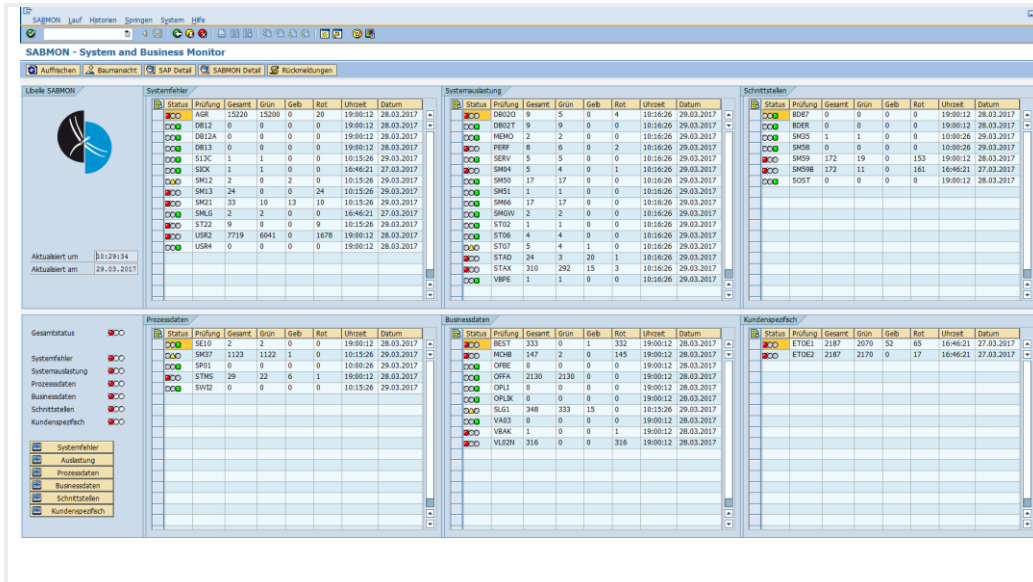 SABMON Lauf Historien Springen System Hilfe
SABMON - System and Business Monitor
Auffrischen Baumansicht SAP Detail SABMON Detail Rückmeldungen
Libelle SABMON
Aktualisiert um 10:29:34
Aktualisiert am 29.03.2017
Systemfehler
Status Prüfung Gesamt Grün Gelb Rot Uhrzeit Datum
AGR 15220 15200 0 20 19:00:12 28.03.2017
DB12 0 0 0 0 19:00:12 28.03.2017
DB12A 0 0 0 0 19:00:12 28.03.2017
DB13 0 0 0 0 19:00:12 28.03.2017
S13C 1 1 0 0 10:15:26 29.03.2017
SICK 1 1 0 0 16:46:21 27.03.2017
SM12 2 0 2 0 10:15:26 29.03.2017
SM13 24 0 0 24 10:15:26 29.03.2017
SM21 33 10 13 10 10:15:26 29.03.2017
SMLG 2 2 0 0 16:46:21 27.03.2017
ST22 9 0 0 9 10:15:26 29.03.2017
USR2 7719 6041 0 1678 19:00:12 28.03.2017
USR4 0 0 0 0 19:00:12 28.03.2017
Systemauslastung
Status Prüfung Gesamt Grün Gelb Rot Uhrzeit Datum
DB02O 9 5 0 4 10:16:26 29.03.2017
DB02T 9 9 0 0 10:16:26 29.03.2017
MEMO 2 2 0 0 10:16:26 29.03.2017
PERF 8 6 0 2 10:16:26 29.03.2017
SERV 5 5 0 0 10:16:26 29.03.2017
SM04 5 4 0 1 10:16:26 29.03.2017
SM50 17 17 0 0 10:16:26 29.03.2017
SM51 1 1 0 0 10:16:26 29.03.2017
SM66 17 17 0 0 10:16:26 29.03.2017
SMGW 2 2 0 0 10:16:26 29.03.2017
ST02 1 1 0 0 10:16:26 29.03.2017
ST06 4 4 0 0 10:16:26 29.03.2017
ST07 5 4 1 0 10:16:26 29.03.2017
STAD 24 3 20 1 10:16:26 29.03.2017
STAX 310 292 15 3 10:16:26 29.03.2017
VBPE 1 1 0 0 10:16:26 29.03.2017
Schnittstellen
Status Prüfung Gesamt Grün Gelb Rot Uhrzeit Datum
BD87 0 0 0 0 19:00:12 28.03.2017
BDER 0 0 0 0 19:00:12 28.03.2017
SM35 1 1 0 0 10:00:26 29.03.2017
SM58 0 0 0 0 10:00:26 29.03.2017
SM59 172 19 0 153 19:00:12 28.03.2017
SM59B 172 11 0 161 16:46:21 27.03.2017
SOST 0 0 0 0 19:00:12 28.03.2017
Gesamtstatus
Systemfehler
Systemauslastung
Prozessdaten
Businessdaten
Schnittstellen
Kundenspezifisch
Systemfehler
Auslastung
Prozessdaten
Businessdaten
Schnittstellen
Kundenspezifisch
Prozessdaten
Status Prüfung Gesamt Grün Gelb Rot Uhrzeit Datum
SE10 2 2 0 0 19:00:12 28.03.2017
SM37 1123 1122 1 0 10:15:26 29.03.2017
SP01 0 0 0 0 10:00:26 29.03.2017
STMS 29 22 6 1 19:00:12 28.03.2017
SWI2 0 0 0 0 10:15:26 29.03.2017
Businessdaten
Status Prüfung Gesamt Grün Gelb Rot Uhrzeit Datum
BEST 333 0 1 332 19:00:12 28.03.2017
MCHB 147 2 0 145 19:00:12 28.03.2017
OFBE 0 0 0 0 19:00:12 28.03.2017
OFFA 2130 2130 0 0 19:00:12 28.03.2017
OPLI 0 0 0 0 19:00:12 28.03.2017
OPLIK 0 0 0 0 19:00:12 28.03.2017
SLG1 348 333 15 0 10:15:26 29.03.2017
VA03 0 0 0 0 19:00:12 28.03.2017
VBAK 1 0 0 1 19:00:12 28.03.2017
VL02N 316 0 0 316 19:00:12 28.03.2017
Kundenspezifisch
Status Prüfung Gesamt Grün Gelb Rot Uhrzeit Datum
ETOE1 2187 2070 52 65 16:46:21 27.03.2017
ETOE2 2187 2170 0 17 16:46:21 27.03.2017